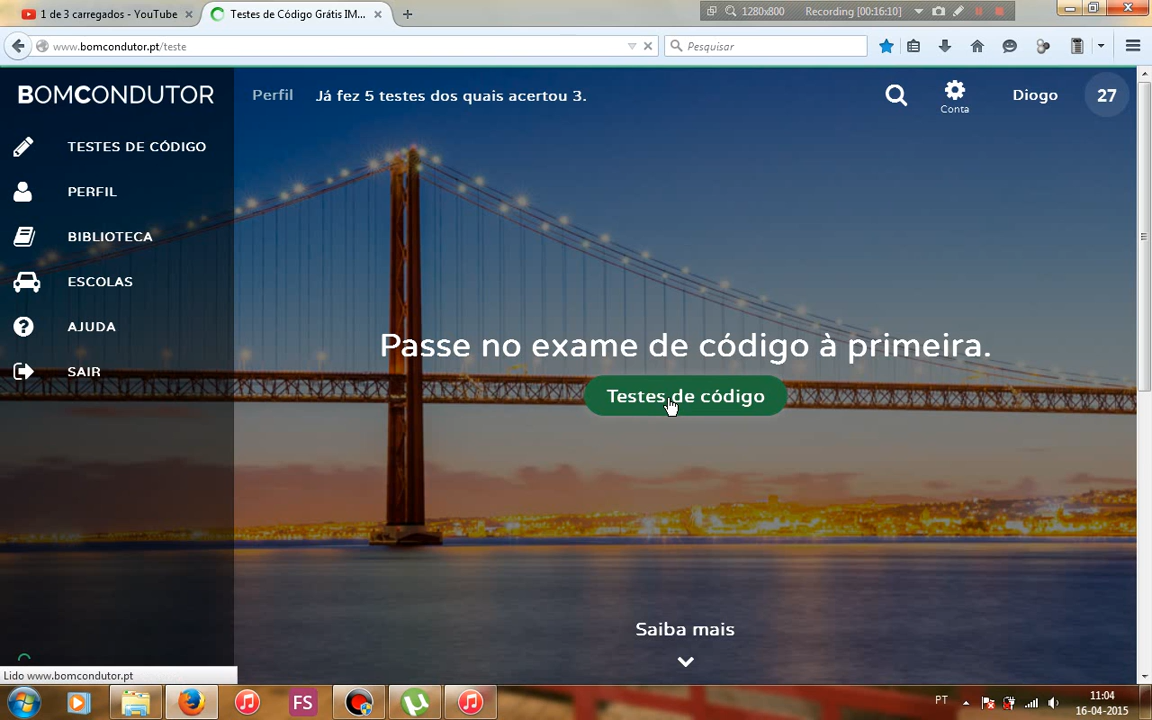 1 de 3 carregados - YouTube
Testes de Código Grátis IM...
1280x800
Recording [00:16:10]
www.bomcondutor.pt/teste
Pesquisar
BOMCONDUTOR
Perfil
Já fez 5 testes dos quais acertou 3.
Conta
Diogo
27
TESTES DE CÓDIGO
PERFIL
BIBLIOTECA
ESCOLAS
AJUDA
SAIR
Passe no exame de código à primeira.
Testes de código
Saiba mais
Lido www.bomcondutor.pt
FS
PT
11:04
16-04-2015